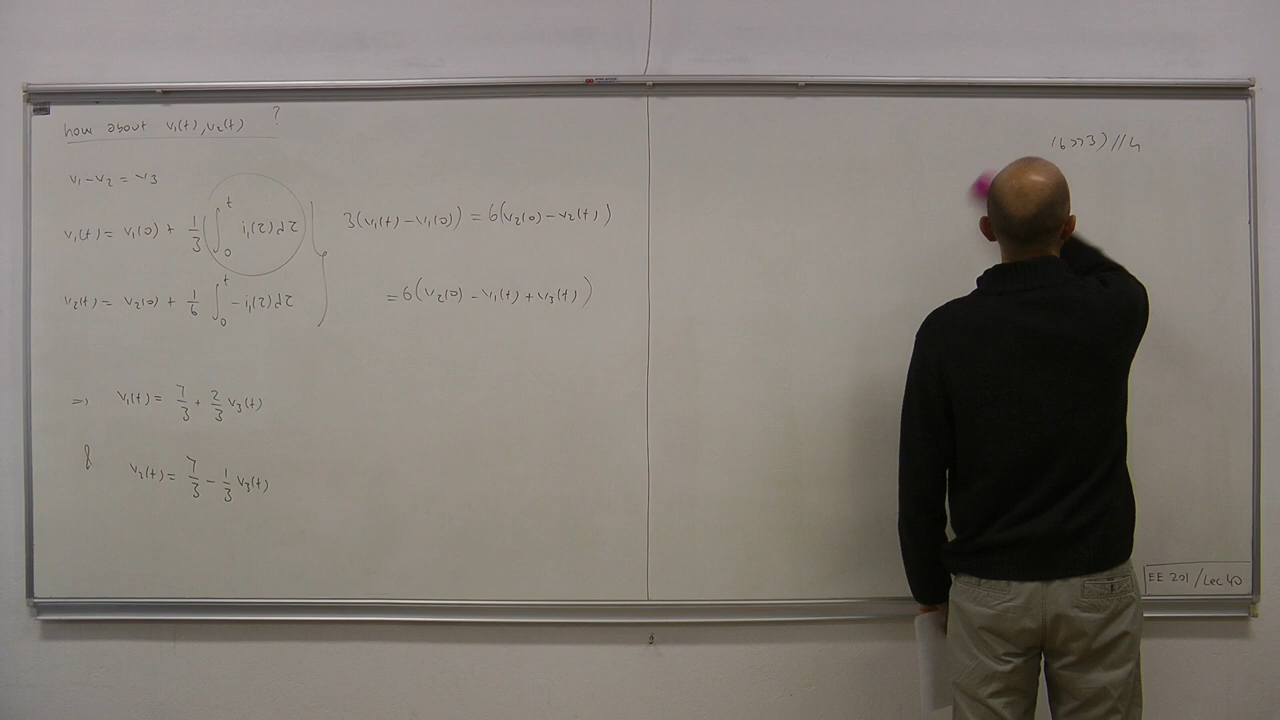 how about v₁(t), v₂(t) ?
v₁ - v₂ = v₃
v₁(t) = v₁(0) + 1/3 (∫₀ᵗ i₁(τ)dτ)
3(v₁(t) - v₁(0)) = 6(v₂(0) - v₂(t))
v₂(t) = v₂(0) + 1/6 ∫₀ᵗ -i₁(τ)dτ
= 6(v₂(0) - v₁(t) + v₃(t))
⇒ v₁(t) = 7/3 + 2/3 v₃(t)
& v₂(t) = 7/3 - 1/3 v₃(t)
(6>>3)//4
EE 201 / Lec 40